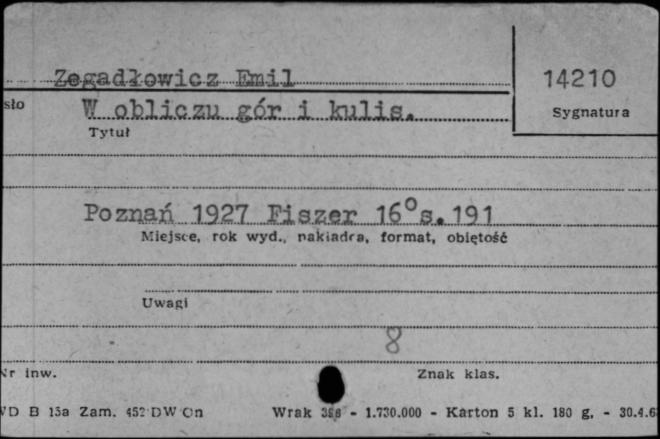 Zegadłowicz Emil
14210
sło
W obliczu gór i kulis.
Sygnatura
Tytuł
Poznań 1927 Fiszer 16° s. 191
Miejsce, rok wyd., nakładca, format, objętość
Uwagi
8
Nr inw.
Znak klas.
WD B 15a Zam. 452 DW On Wrak - 1.730.000 - Karton 5 kl. 180 g. - 30.4.6